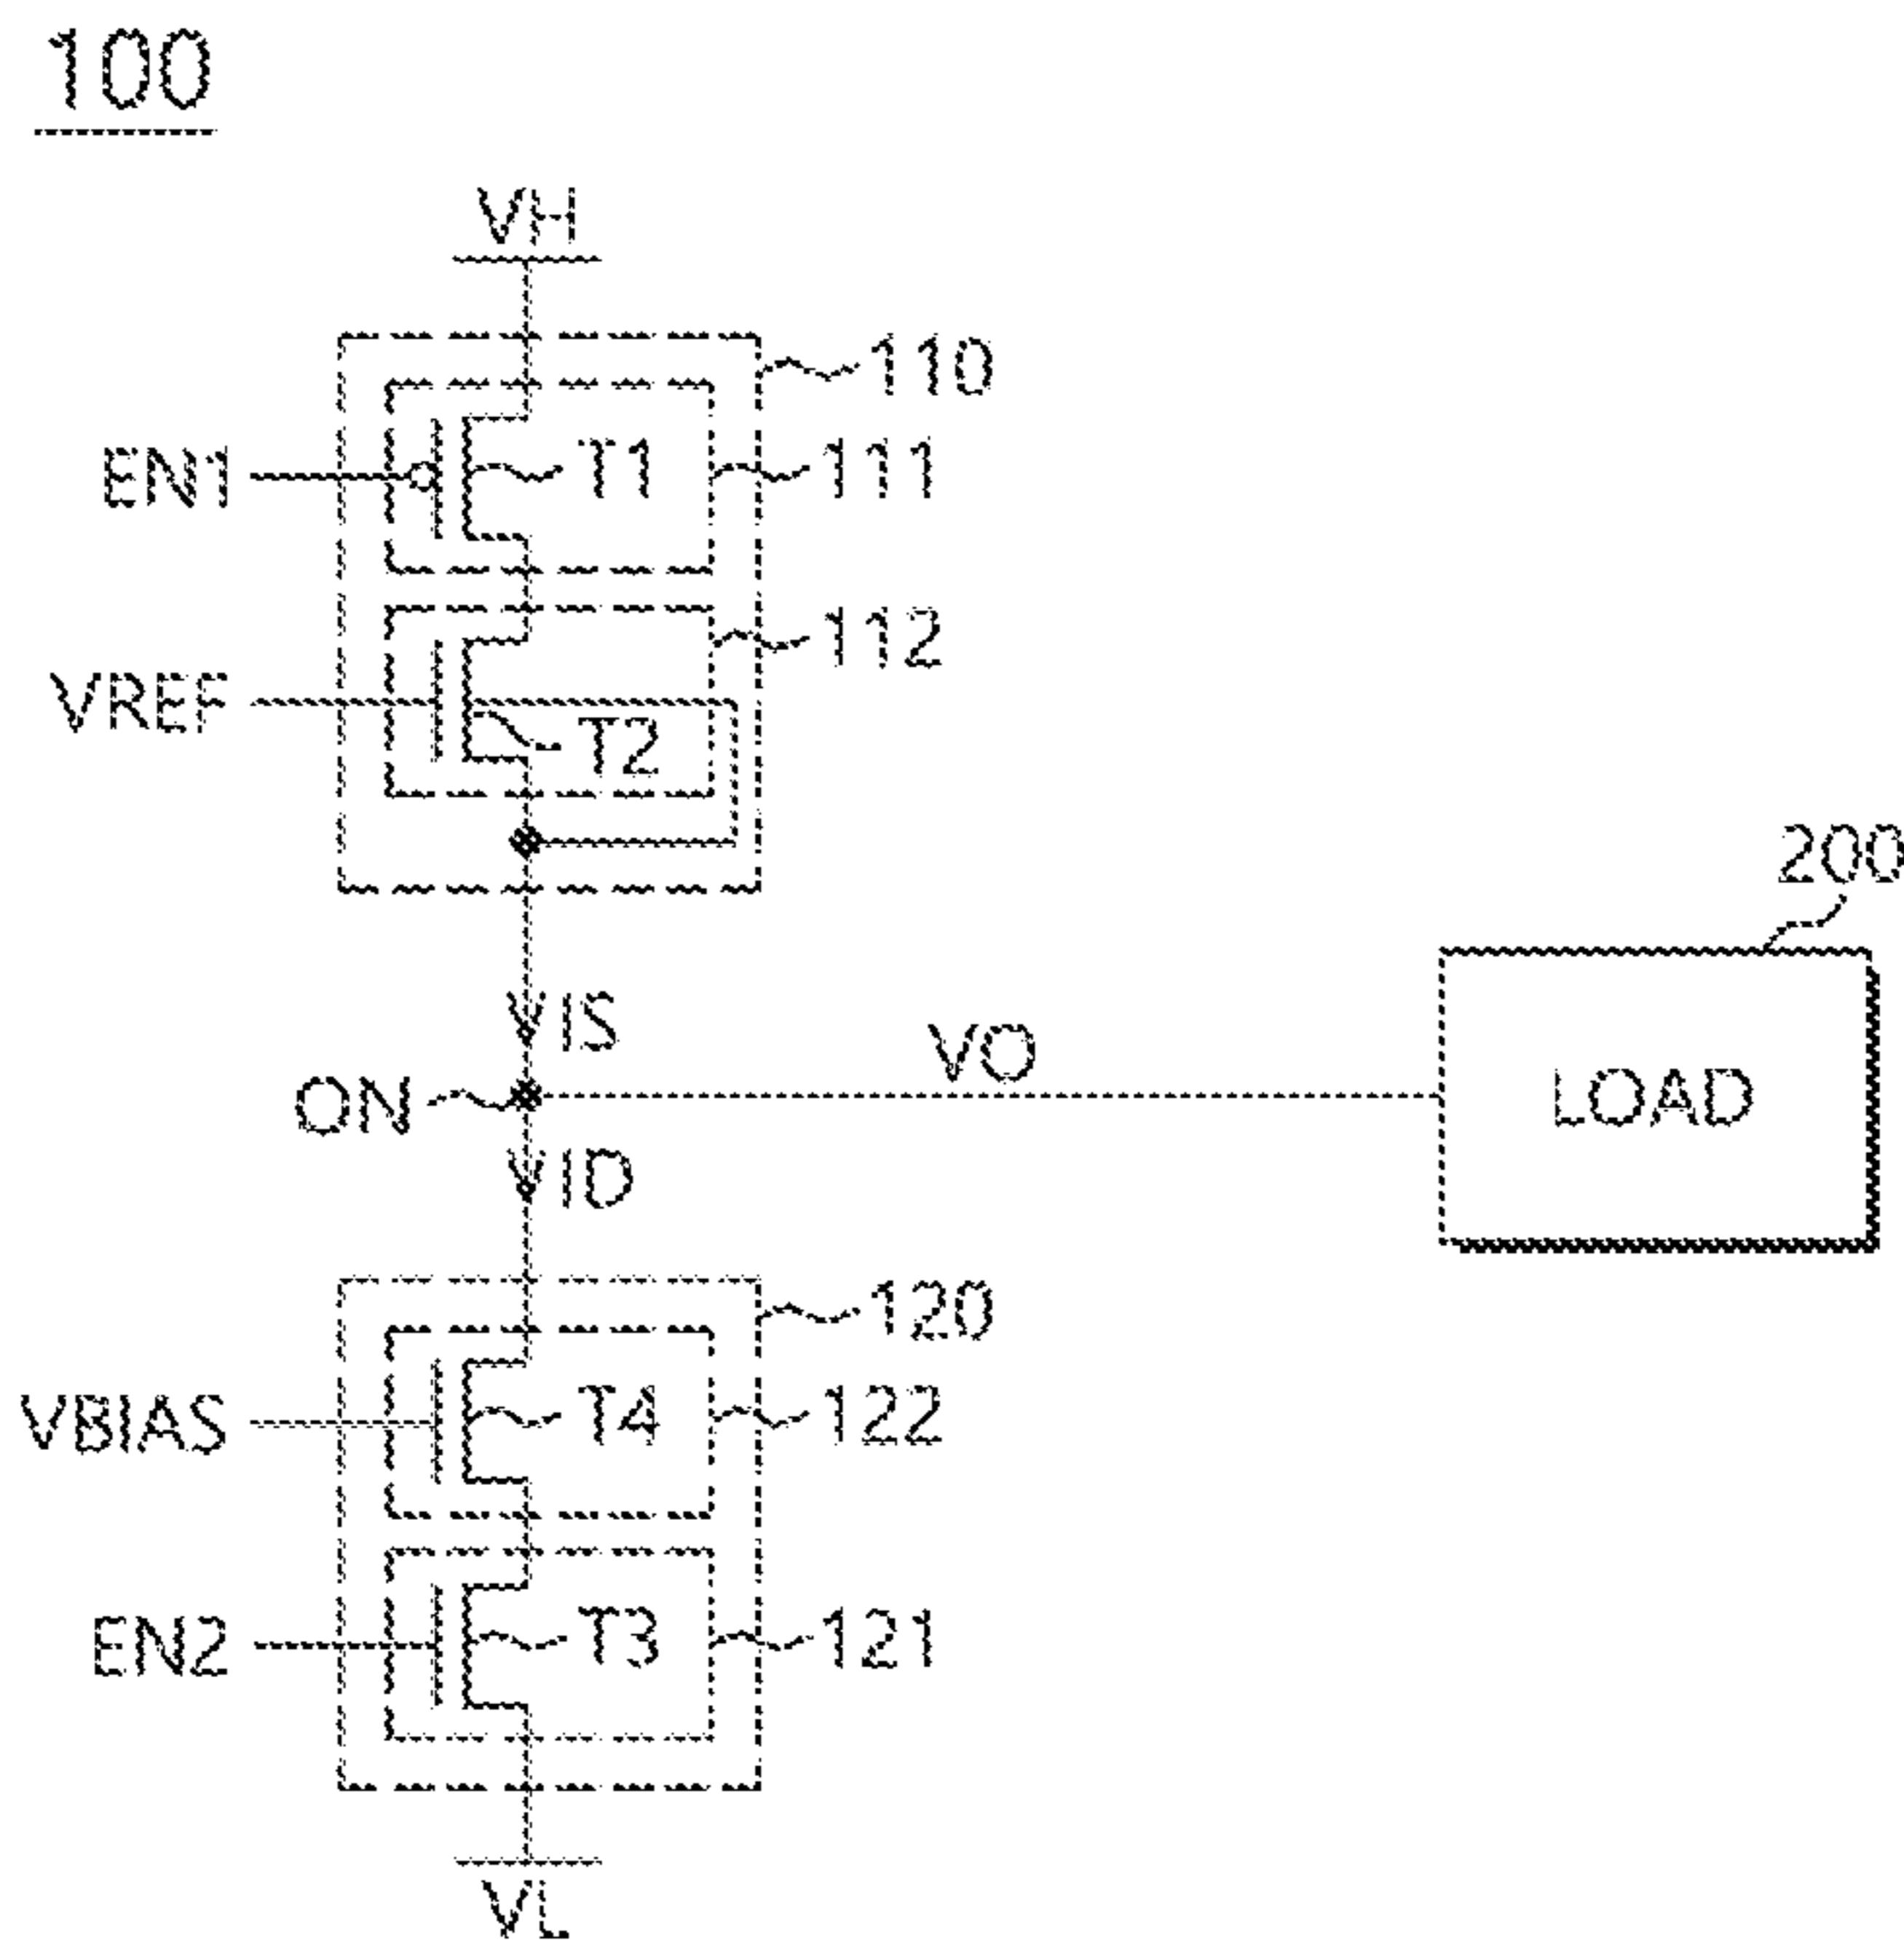 100
VH
110
EN1
T1
111
112
VREF
T2
200
VIS
VO
ON
LOAD
VID
120
VBIAS
T4
122
EN2
T3
121
VL